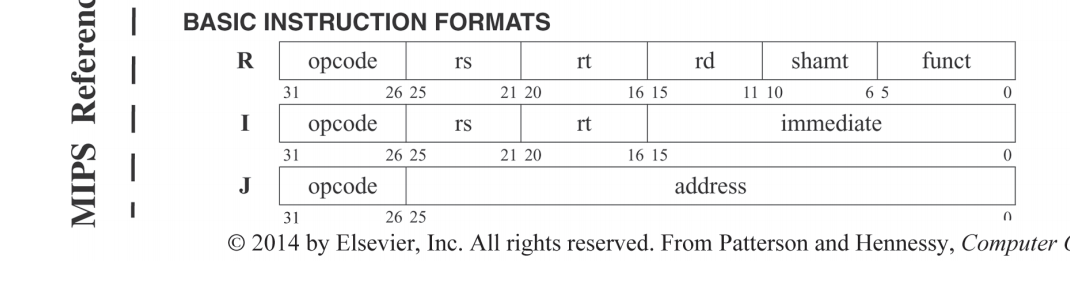 MIPS Referenc
BASIC INSTRUCTION FORMATS
R opcode rs rt rd shamt funct
31 26 25 21 20 16 15 11 10 6 5 0
I opcode rs rt immediate
31 26 25 21 20 16 15 0
J opcode address
31 26 25 0
© 2014 by Elsevier, Inc. All rights reserved. From Patterson and Hennessy, Computer